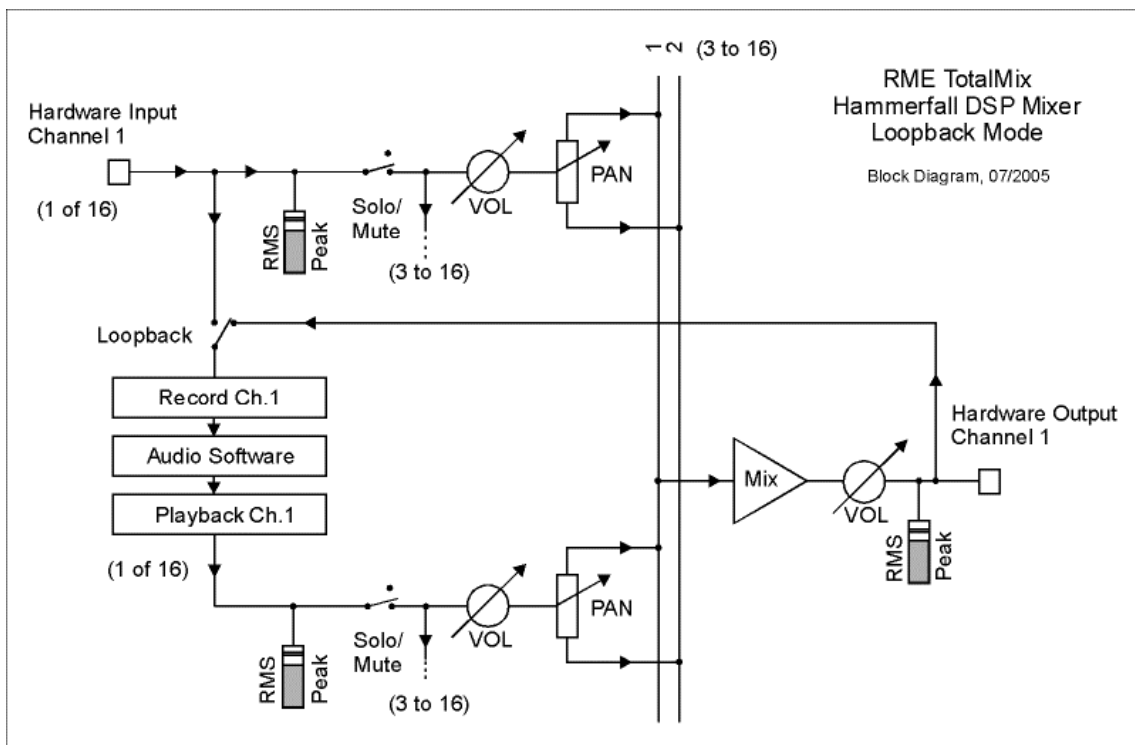 1
2
(3 to 16)
RME TotalMix
Hammerfall DSP Mixer
Loopback Mode
Block Diagram, 07/2005
Hardware Input
Channel 1
(1 of 16)
RMS
Peak
Solo/
Mute
(3 to 16)
VOL
PAN
Loopback
Record Ch.1
Audio Software
Playback Ch.1
(1 of 16)
RMS
Peak
Solo/
Mute
(3 to 16)
VOL
PAN
Mix
VOL
Hardware Output
Channel 1
RMS
Peak